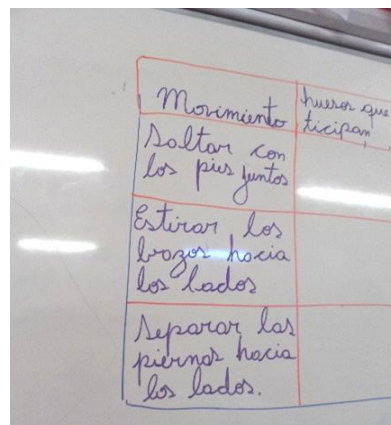 Movimiento
huesos que
ticipan,
Saltar con
los pies juntos
Estirar los
brazos hacia
los lados
Separar las
piernas hacia
los lados.